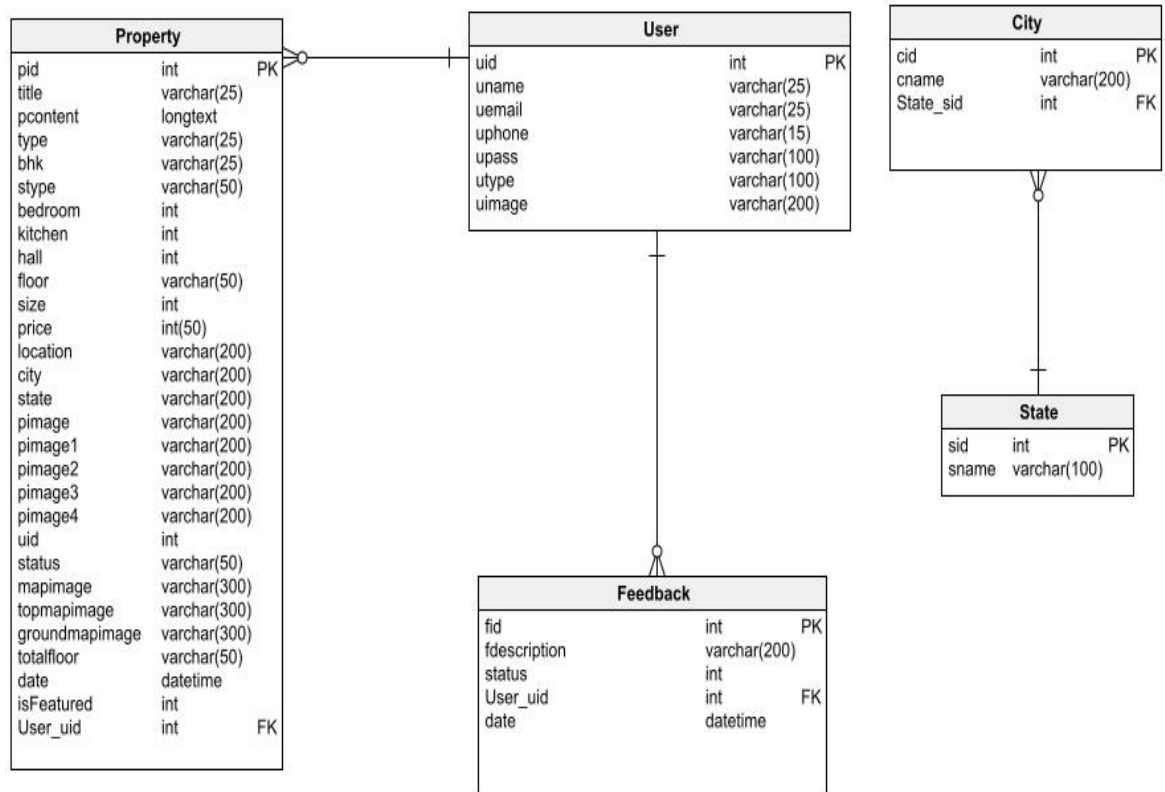 Property
pid int PK
title varchar(25)
pcontent longtext
type varchar(25)
bhk varchar(25)
stype varchar(50)
bedroom int
kitchen int
hall int
floor varchar(50)
size int
price int(50)
location varchar(200)
city varchar(200)
state varchar(200)
pimage varchar(200)
pimage1 varchar(200)
pimage2 varchar(200)
pimage3 varchar(200)
pimage4 varchar(200)
uid int
status varchar(50)
mapimage varchar(300)
topmapimage varchar(300)
groundmapimage varchar(300)
totalfloor varchar(50)
date datetime
isFeatured int
User_uid int FK
User
uid int PK
uname varchar(25)
uemail varchar(25)
uphone varchar(15)
upass varchar(100)
utype varchar(100)
uimage varchar(200)
City
cid int PK
cname varchar(200)
State_sid int FK
State
sid int PK
sname varchar(100)
Feedback
fid int PK
fdescription varchar(200)
status int
User_uid int FK
date datetime